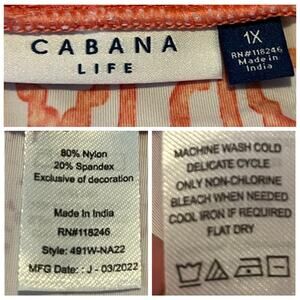 CABANA
LIFE
1X
RN#118246
Made in
India
80% Nylon
20% Spandex
Exclusive of decoration
Made In India
RN#118246
Style: 491W-NA22
MFG Date: : J - 03/2022
MACHINE WASH COLD
DELICATE CYCLE
ONLY NON-CHLORINE
BLEACH WHEN NEEDED
COOL IRON IF REQUIRED
FLAT DRY